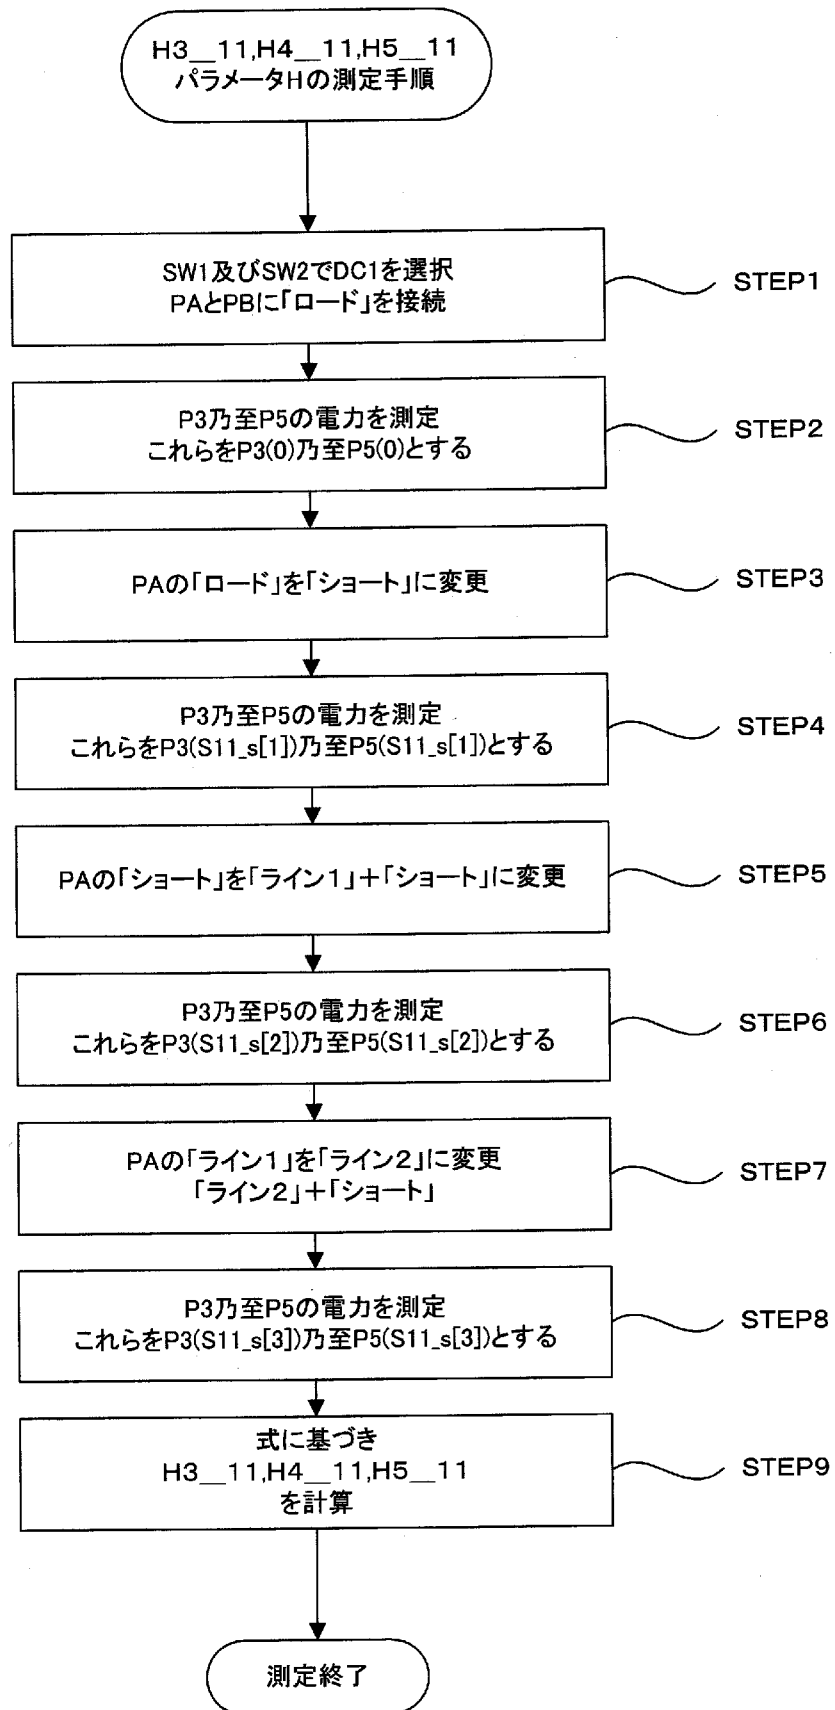 H3__11,H4__11,H5__11
パラメータHの測定手順
SW1及びSW2でDC1を選択
PAとPBに｢ロード｣を接続
STEP1
P3乃至P5の電力を測定
これらをP3(0)乃至P5(0)とする
STEP2
PAの｢ロード｣を｢ショート｣に変更
STEP3
P3乃至P5の電力を測定
これらをP3(S11_s[1])乃至P5(S11_s[1])とする
STEP4
PAの｢ショート｣を｢ライン1｣＋｢ショート｣に変更
STEP5
P3乃至P5の電力を測定
これらをP3(S11_s[2])乃至P5(S11_s[2])とする
STEP6
PAの｢ライン1｣を｢ライン２｣に変更
｢ライン２｣＋｢ショート｣
STEP7
P3乃至P5の電力を測定
これらをP3(S11_s[3])乃至P5(S11_s[3])とする
STEP8
式に基づき
H3__11,H4__11,H5__11
を計算
STEP9
測定終了